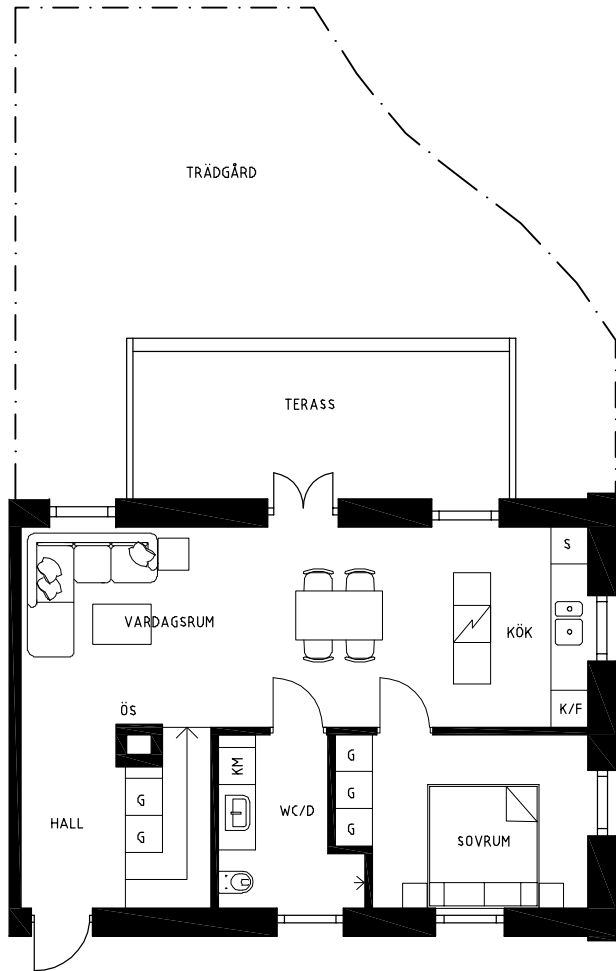 TRÄDGÅRD
TERASS
S
VARDAGSRUM
KÖK
ÖS
K/F
G
KM
G
G
G
WC/D
HALL
G
G
SOVRUM